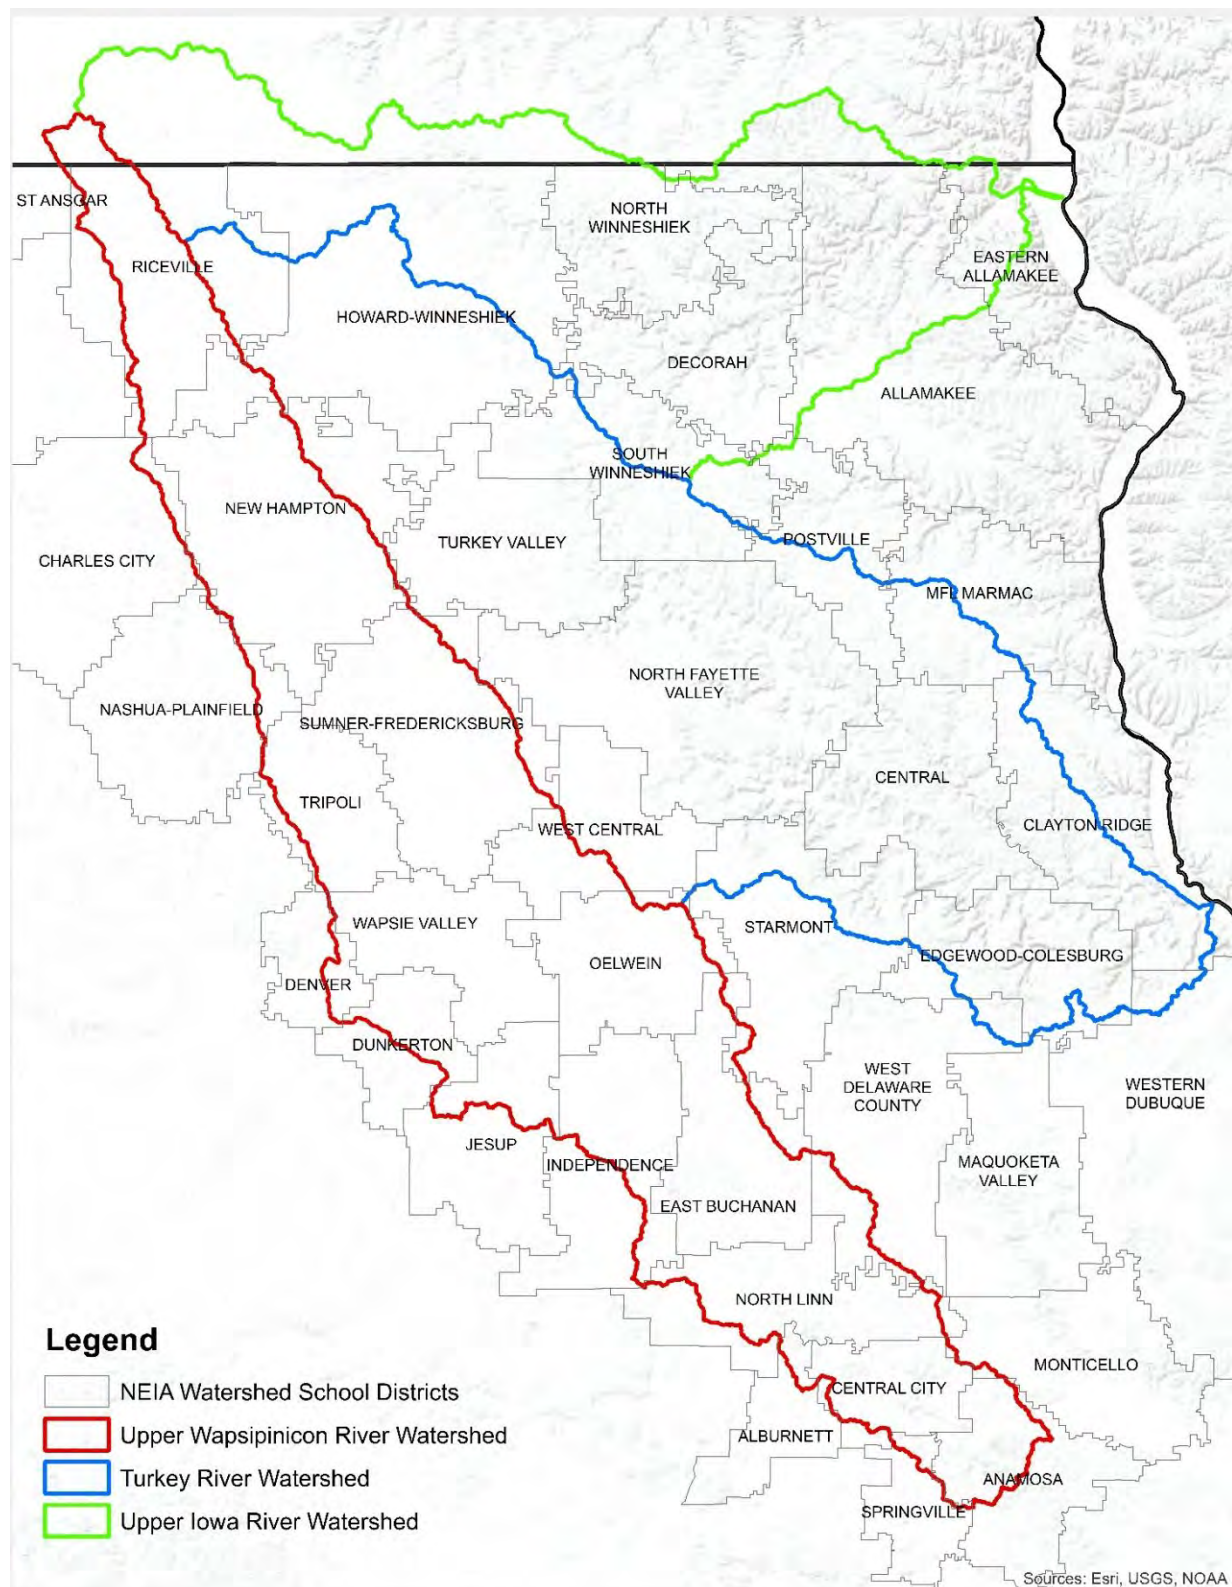 ST ANSGAR
NORTH
WINNESHIEK
RICEVILLE
EASTERN
ALLAMAKEE
HOWARD-WINNESHIEK
DECORAH
ALLAMAKEE
SOUTH
WINNESHIEK
NEW HAMPTON
TURKEY VALLEY
POSTVILLE
CHARLES CITY
MFL MARMAC
NORTH FAYETTE
VALLEY
NASHUA-PLAINFIELD
SUMNER-FREDERICKSBURG
CENTRAL
TRIPOLI
WEST CENTRAL
CLAYTON RIDGE
WAPSIE VALLEY
STARMONT
EDGEWOOD-COLESBURG
OELWEIN
DENVER
DUNKERTON
WEST
DELAWARE
COUNTY
WESTERN
DUBUQUE
JESUP
INDEPENDENCE
MAQUOKETA
VALLEY
EAST BUCHANAN
NORTH LINN
MONTICELLO
CENTRAL CITY
ALBURNETT
ANAMOSA
SPRINGVILLE
Legend
NEIA Watershed School Districts
Upper Wapsipinicon River Watershed
Turkey River Watershed
Upper Iowa River Watershed
Sources: Esri, USGS, NOAA